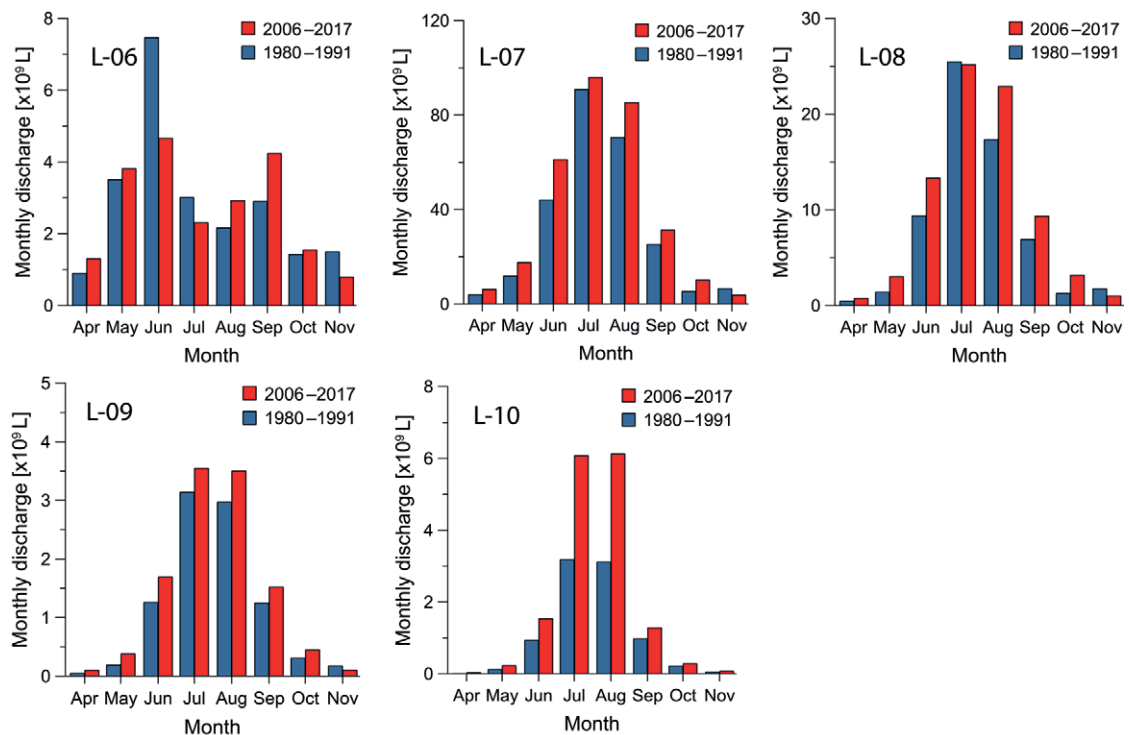 L-06
2006–2017
1980–1991
Monthly discharge [x10⁹ L]
8
6
4
2
0
Apr May Jun Jul Aug Sep Oct Nov
Month
L-07
2006–2017
1980–1991
Monthly discharge [x10⁹ L]
120
80
40
0
Apr May Jun Jul Aug Sep Oct Nov
Month
L-08
1980–1991
2006–2017
Monthly discharge [x10⁹ L]
30
20
10
0
Apr May Jun Jul Aug Sep Oct Nov
Month
L-09
2006–2017
1980–1991
Monthly discharge [x10⁹ L]
5
4
3
2
1
0
Apr May Jun Jul Aug Sep Oct Nov
Month
L-10
2006–2017
1980–1991
Monthly discharge [x10⁹ L]
8
6
4
2
0
Apr May Jun Jul Aug Sep Oct Nov
Month